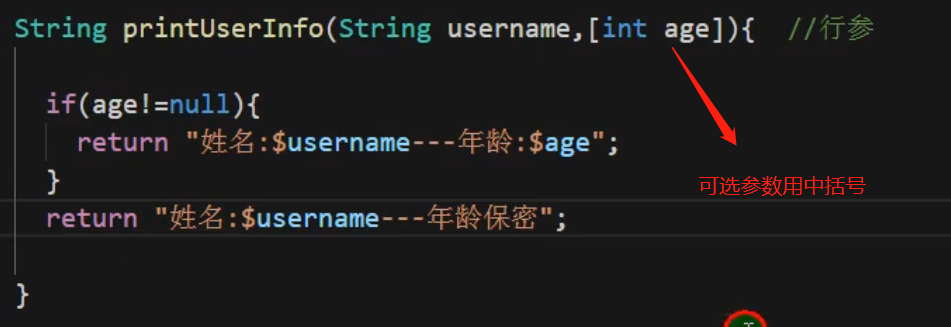 String printUserInfo(String username,[int age]){  //行参
if(age!=null){
return "姓名:$username---年龄:$age";
}
可选参数用中括号
return "姓名:$username---年龄保密";
}